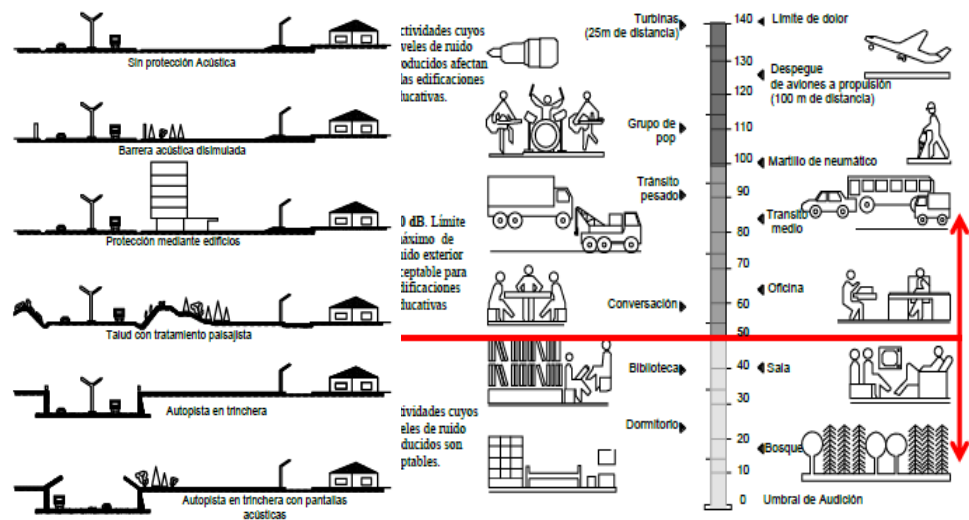 Sin protección Acústica
Barrera acústica disimulada
Protección mediante edificios
Talud con tratamiento paisajista
Autopista en trinchera
Autopista en trinchera con pantallas
acústicas
ctividades cuyos
veles de ruido
oducidos afectan
las edificaciones
ducativas.
0 dB. Límite
áximo de
uido exterior
ceptable para
dificaciones
ducativas
tividades cuyos
eles de ruido
oducidos son
ptables.
Turbinas
(25m de distancia)
Grupo de
pop
Tránsito
pesado
Conversación
Biblioteca
Dormitorio
140
130
120
110
100
90
80
70
60
50
40
30
20
10
0
Límite de dolor
Despegue
de aviones a propulsión
(100 m de distancia)
Martillo de neumático
Transito
medio
Oficina
Sala
Bosque
Umbral de Audición